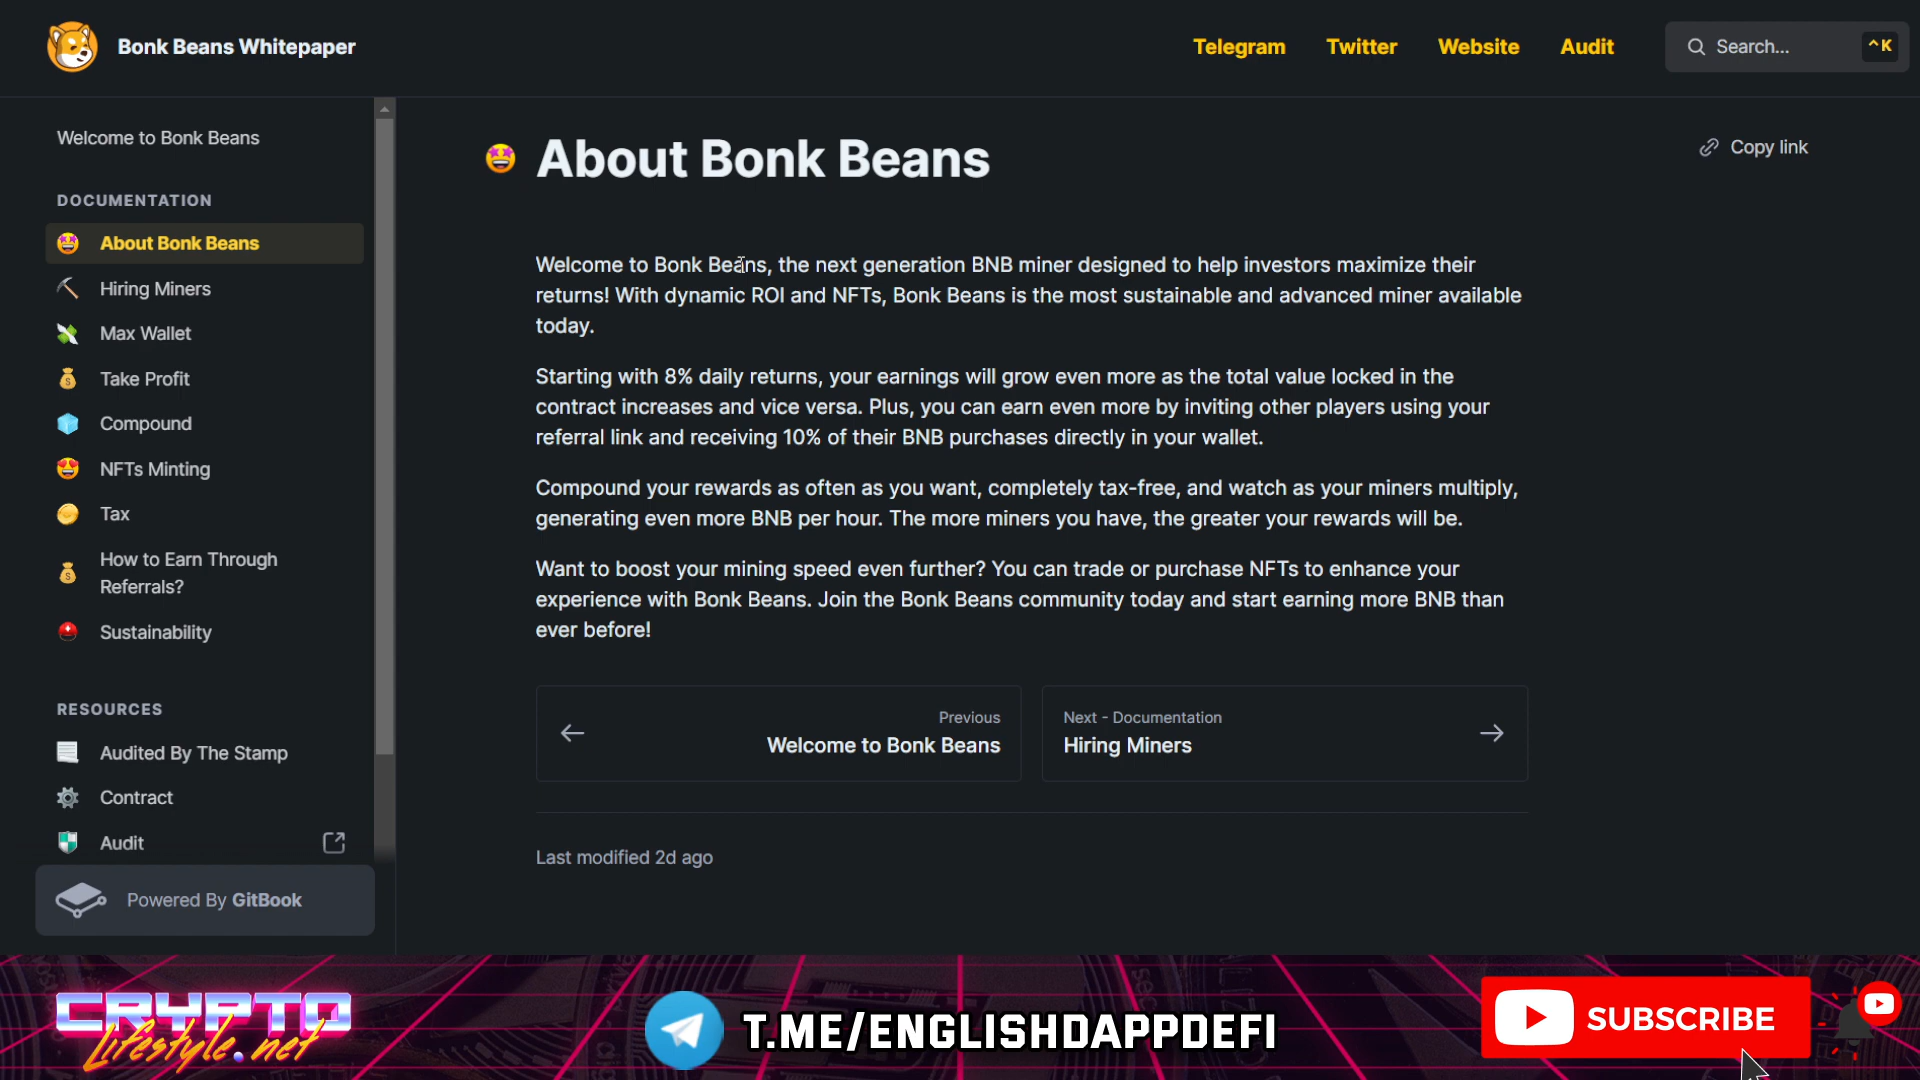 Bonk Beans Whitepaper
Telegram
Twitter
Website
Audit
Search...
^K
Welcome to Bonk Beans
DOCUMENTATION
About Bonk Beans
Hiring Miners
Max Wallet
Take Profit
Compound
NFTs Minting
Tax
How to Earn Through
Referrals?
Sustainability
RESOURCES
Audited By The Stamp
Contract
Audit
Powered By GitBook
About Bonk Beans
Copy link
Welcome to Bonk Beans, the next generation BNB miner designed to help investors maximize their
returns! With dynamic ROI and NFTs, Bonk Beans is the most sustainable and advanced miner available
today.
Starting with 8% daily returns, your earnings will grow even more as the total value locked in the
contract increases and vice versa. Plus, you can earn even more by inviting other players using your
referral link and receiving 10% of their BNB purchases directly in your wallet.
Compound your rewards as often as you want, completely tax-free, and watch as your miners multiply,
generating even more BNB per hour. The more miners you have, the greater your rewards will be.
Want to boost your mining speed even further? You can trade or purchase NFTs to enhance your
experience with Bonk Beans. Join the Bonk Beans community today and start earning more BNB than
ever before!
Previous
Welcome to Bonk Beans
Next - Documentation
Hiring Miners
Last modified 2d ago
CRYPTO
Lifestyle.net
T.ME/ENGLISHDAPPDEFI
SUBSCRIBE